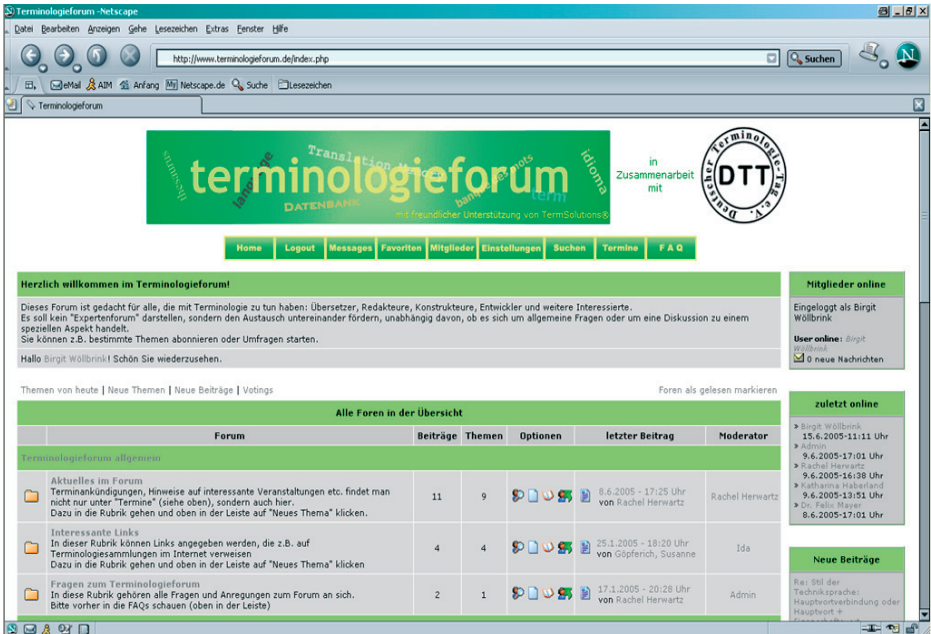 Terminologieforum -Netscape
Datei Bearbeiten Anzeigen Gehe Lesezeichen Extras Fenster Hilfe
http://www.terminologieforum.de/index.php
Suchen
eMail AIM Anfang My Netscape.de Suche Lesezeichen
Terminologieforum
thesaurus
language
Translation Memory
terminologieforum
DATENBANK
banque des mots
term
idioma
mit freundlicher Unterstützung von TermSolutions®
in
Zusammenarbeit
mit
Deutscher Terminologie-Tag e.V.
DTT
Home Logout Messages Favoriten Mitglieder Einstellungen Suchen Termine F A Q
Herzlich willkommen im Terminologieforum!
Dieses Forum ist gedacht für alle, die mit Terminologie zu tun haben: Übersetzer, Redakteure, Konstrukteure, Entwickler und weitere Interessierte.
Es soll kein "Expertenforum" darstellen, sondern den Austausch untereinander fördern, unabhängig davon, ob es sich um allgemeine Fragen oder um eine Diskussion zu einem
speziellen Aspekt handelt.
Sie können z.B. bestimmte Themen abonnieren oder Umfragen starten.
Hallo Birgit Wöllbrink! Schön Sie wiederzusehen.
Mitglieder online
Eingeloggt als Birgit
Wöllbrink
User online: Birgit
Wöllbrink
0 neue Nachrichten
Themen von heute | Neue Themen | Neue Beiträge | Votings
Foren als gelesen markieren
Alle Foren in der Übersicht
Forum Beiträge Themen Optionen letzter Beitrag Moderator
Terminologieforum allgemein
Aktuelles im Forum
Terminankündigungen, Hinweise auf interessante Veranstaltungen etc. findet man
nicht nur unter "Termine" (siehe oben), sondern auch hier.
Dazu in die Rubrik gehen und oben in der Leiste auf "Neues Thema" klicken.
11 9
8.6.2005 - 17:25 Uhr
von Rachel Herwartz
Rachel Herwartz
Interessante Links
In dieser Rubrik können Links angegeben werden, die z.B. auf
Terminologiesammlungen im Internet verweisen
Dazu in die Rubrik gehen und oben in der Leiste auf "Neues Thema" klicken
4 4
25.1.2005 - 18:20 Uhr
von Göpferich, Susanne
Ida
Fragen zum Terminologieforum
In diese Rubrik gehören alle Fragen und Anregungen zum Forum an sich.
Bitte vorher in die FAQs schauen (oben in der Leiste)
2 1
17.1.2005 - 20:28 Uhr
von Rachel Herwartz
Admin
zuletzt online
» Birgit Wöllbrink
15.6.2005-11:11 Uhr
» Admin
9.6.2005-17:01 Uhr
» Rachel Herwartz
9.6.2005-16:38 Uhr
» Katharina Haberland
9.6.2005-13:51 Uhr
» Dr. Felix Mayer
8.6.2005-17:01 Uhr
Neue Beiträge
Re: Stil der
Techniksprache:
Hauptwortverbindung oder
Hauptwort +